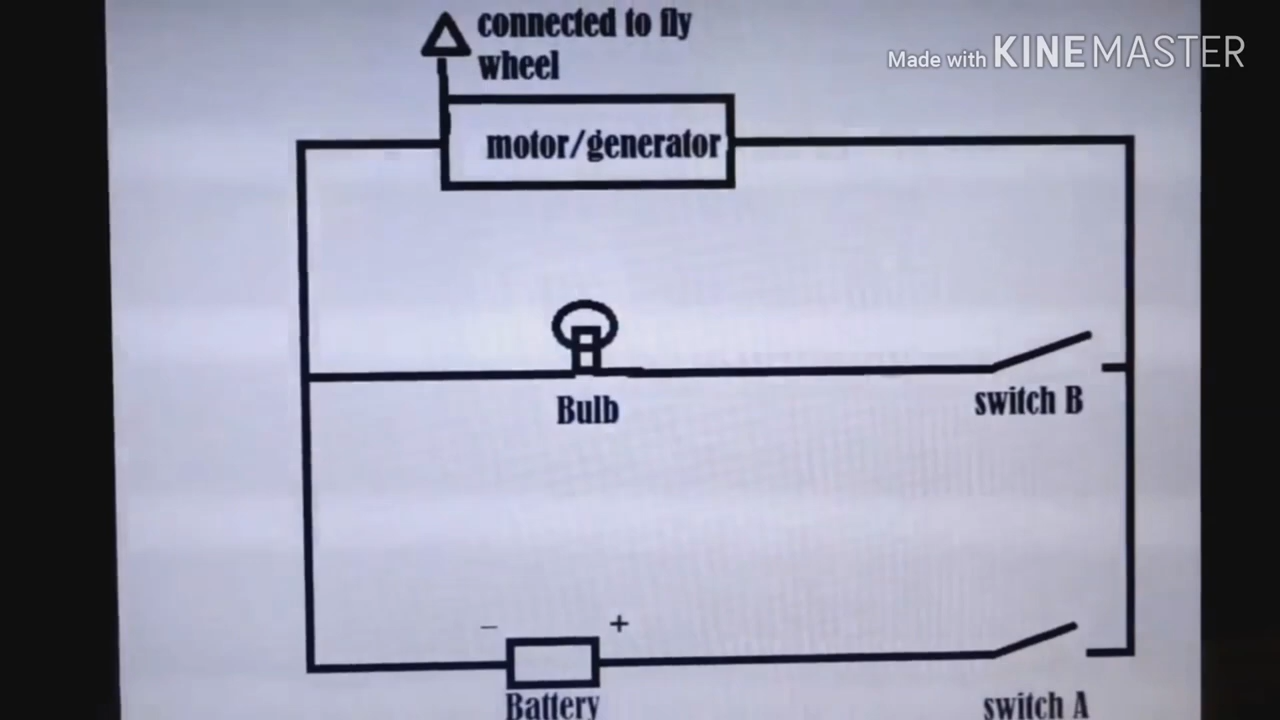 connected to fly
wheel
Made with KINEMASTER
motor/generator
Bulb
switch B
− +
Battery
switch A